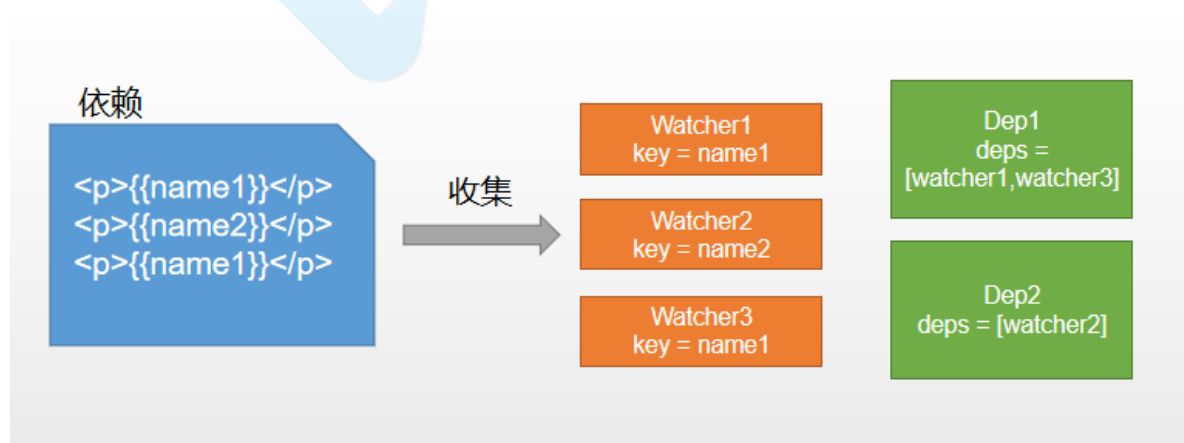 依赖
<p>{{name1}}</p>
<p>{{name2}}</p>
<p>{{name1}}</p>
收集
Watcher1
key = name1
Watcher2
key = name2
Watcher3
key = name1
Dep1
deps =
[watcher1,watcher3]
Dep2
deps = [watcher2]